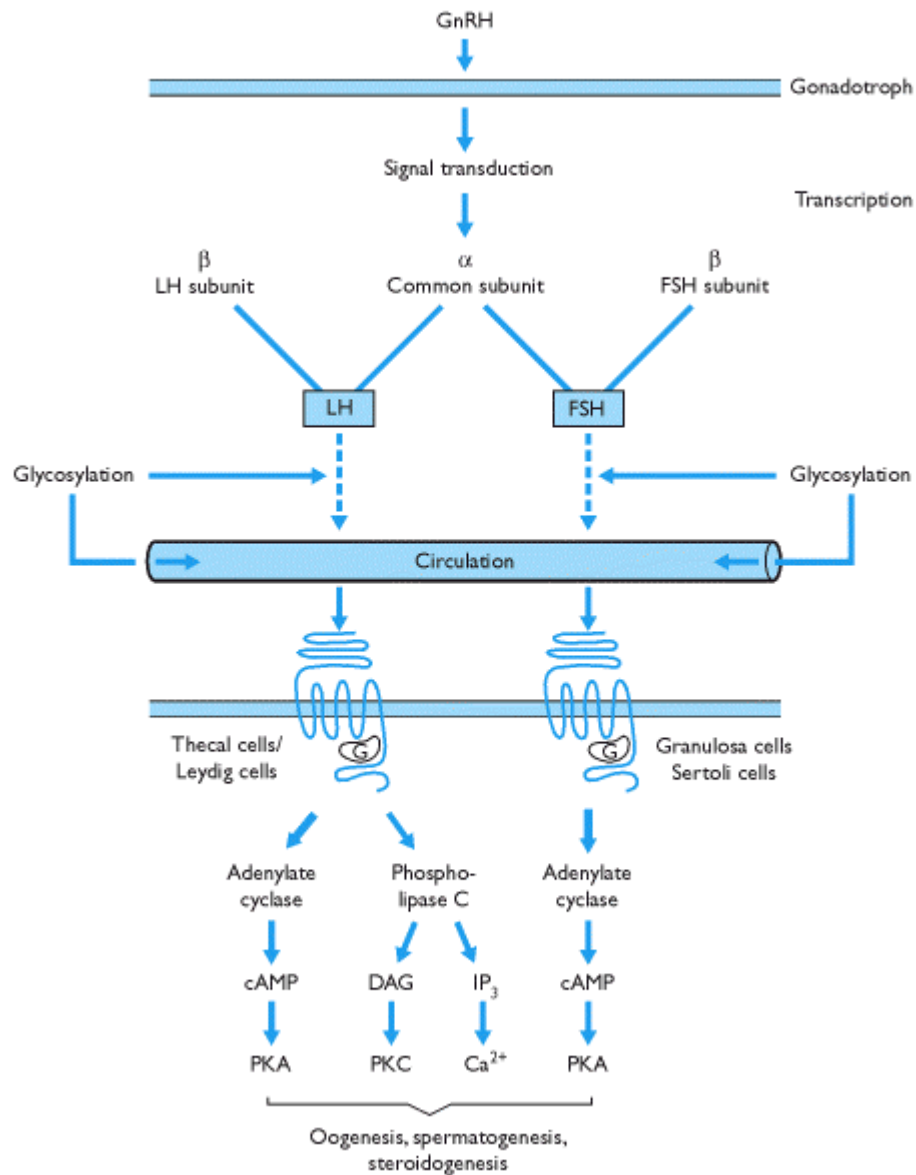 GnRH
Gonadotroph
Signal transduction
Transcription
β
LH subunit
α
Common subunit
β
FSH subunit
LH
FSH
Glycosylation
Glycosylation
Circulation
G
G
Thecal cells/
Leydig cells
Granulosa cells
Sertoli cells
Adenylate
cyclase
Phospho-
lipase C
Adenylate
cyclase
cAMP
DAG
IP₃
cAMP
PKA
PKC
Ca²⁺
PKA
Oogenesis, spermatogenesis,
steroidogenesis